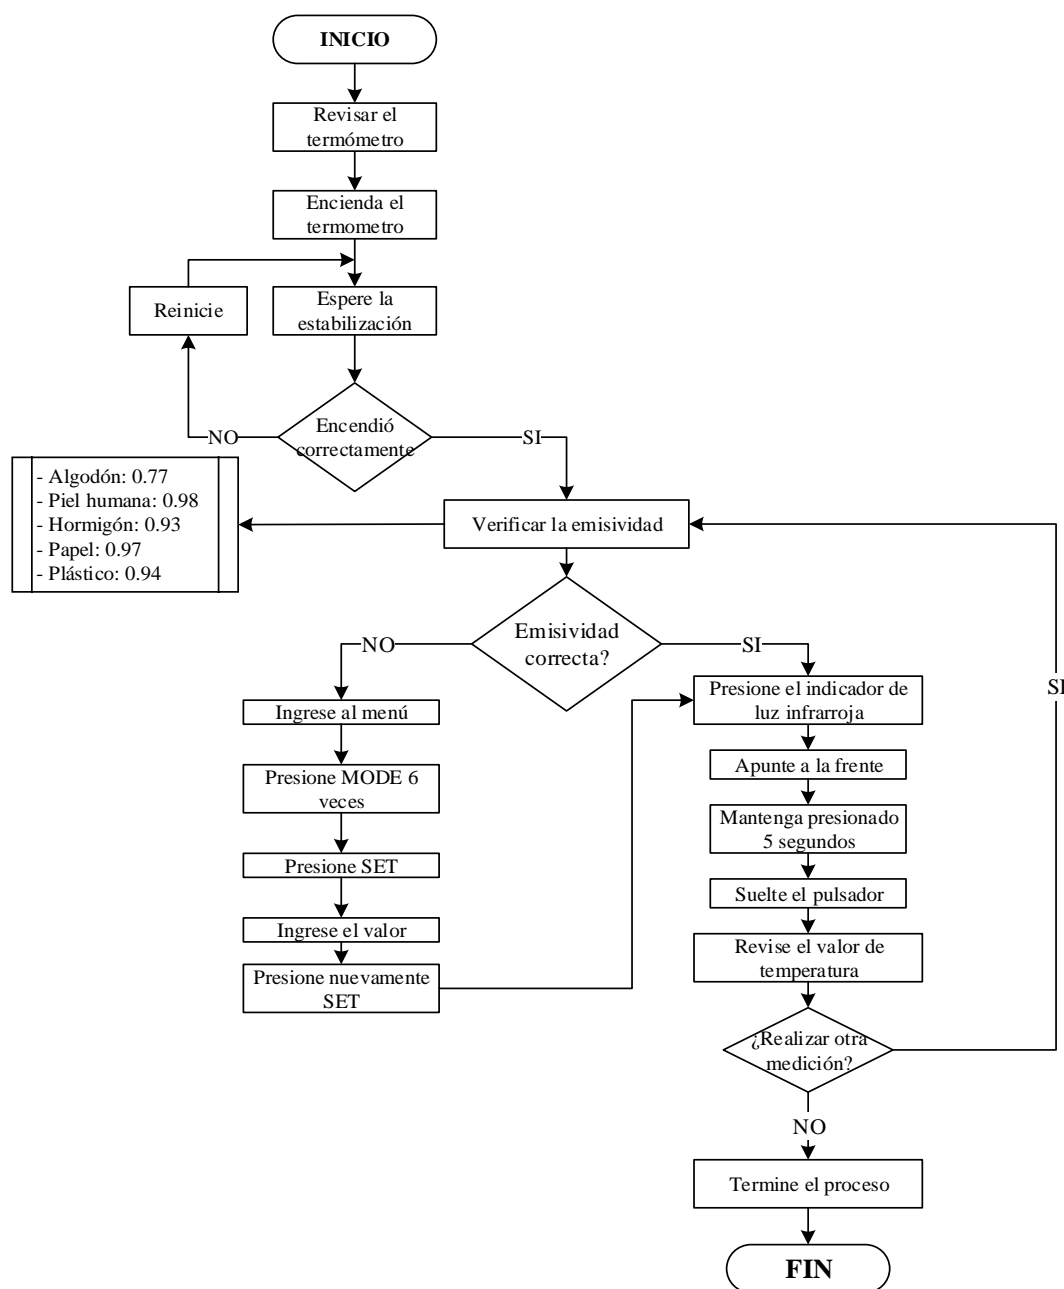 INICIO
Revisar el
termómetro
Encienda el
termometro
Reinicie
Espere la
estabilización
Encendió
correctamente
NO
SI
- Algodón: 0.77
- Piel humana: 0.98
- Hormigón: 0.93
- Papel: 0.97
- Plástico: 0.94
Verificar la emisividad
Emisividad
correcta?
NO
SI
Ingrese al menú
Presione MODE 6
veces
Presione SET
Ingrese el valor
Presione nuevamente
SET
Presione el indicador de
luz infrarroja
Apunte a la frente
Mantenga presionado
5 segundos
Suelte el pulsador
Revise el valor de
temperatura
¿Realizar otra
medición?
SI
NO
Termine el proceso
FIN